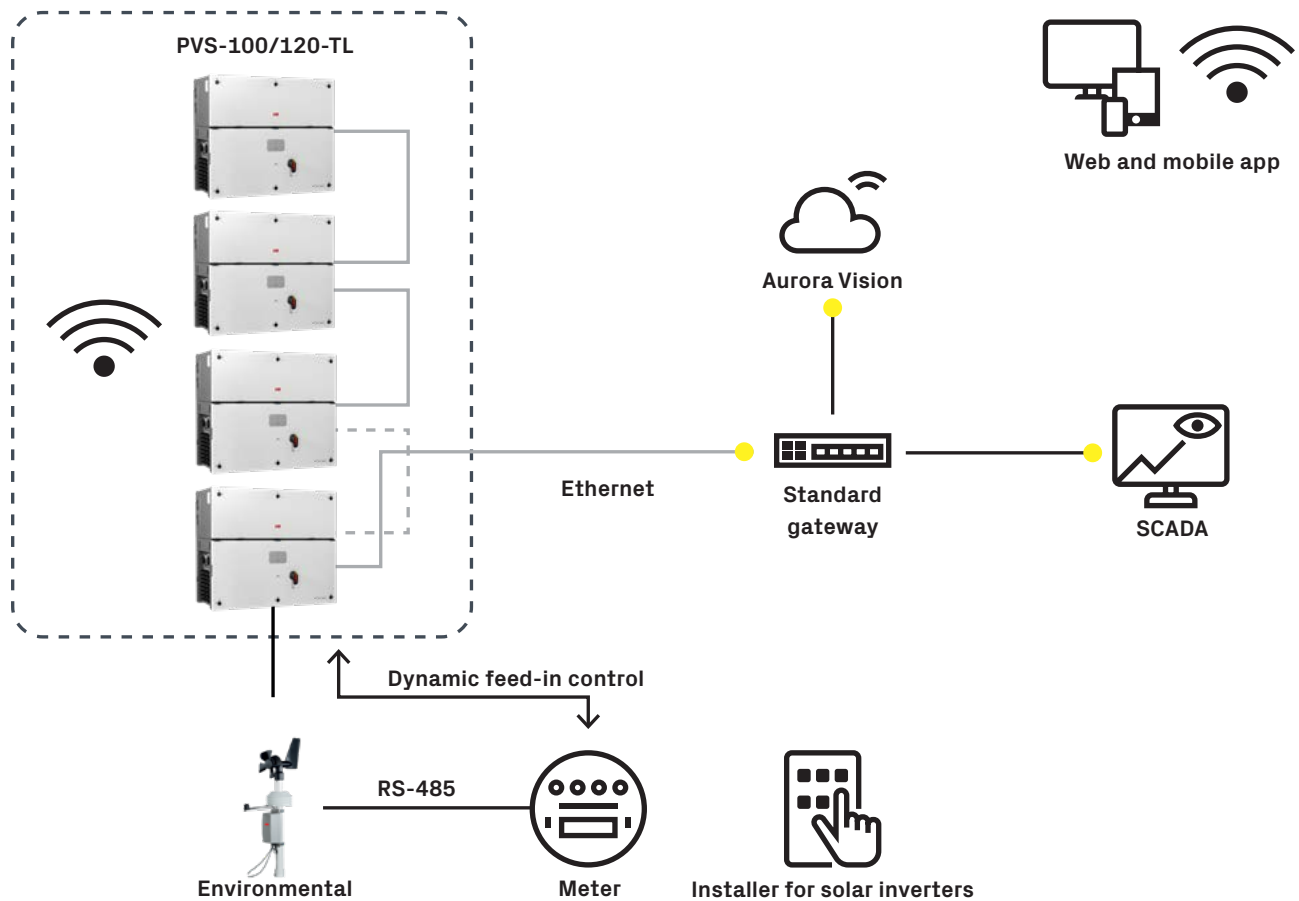 PVS-100/120-TL
Web and mobile app
Aurora Vision
Ethernet
Standard
gateway
SCADA
Dynamic feed-in control
RS-485
Environmental
Meter
Installer for solar inverters